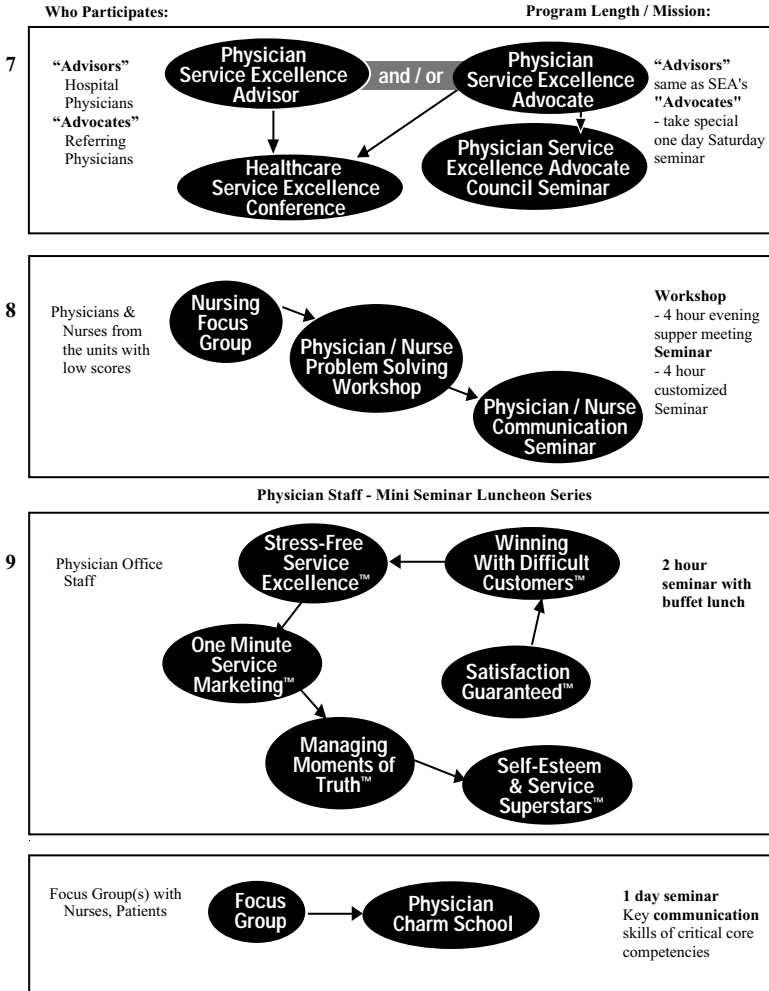 Who Participates:
Program Length / Mission:
7
“Advisors”
Hospital
Physicians
“Advocates”
Referring
Physicians
Physician
Service Excellence
Advisor
and / or
Physician
Service Excellence
Advocate
Healthcare
Service Excellence
Conference
Physician Service
Excellence Advocate
Council Seminar
“Advisors”
same as SEA's
"Advocates"
- take special
one day Saturday
seminar
8
Physicians &
Nurses from
the units with
low scores
Nursing
Focus
Group
Physician / Nurse
Problem Solving
Workshop
Physician / Nurse
Communication
Seminar
Workshop
- 4 hour evening
supper meeting
Seminar
- 4 hour
customized
Seminar
Physician Staff - Mini Seminar Luncheon Series
9
Physician Office
Staff
Stress-Free
Service
Excellence™
Winning
With Difficult
Customers™
One Minute
Service
Marketing™
Satisfaction
Guaranteed™
Managing
Moments of
Truth™
Self-Esteem
& Service
Superstars™
2 hour
seminar with
buffet lunch
Focus Group(s) with
Nurses, Patients
Focus
Group
Physician
Charm School
1 day seminar
Key communication
skills of critical core
competencies